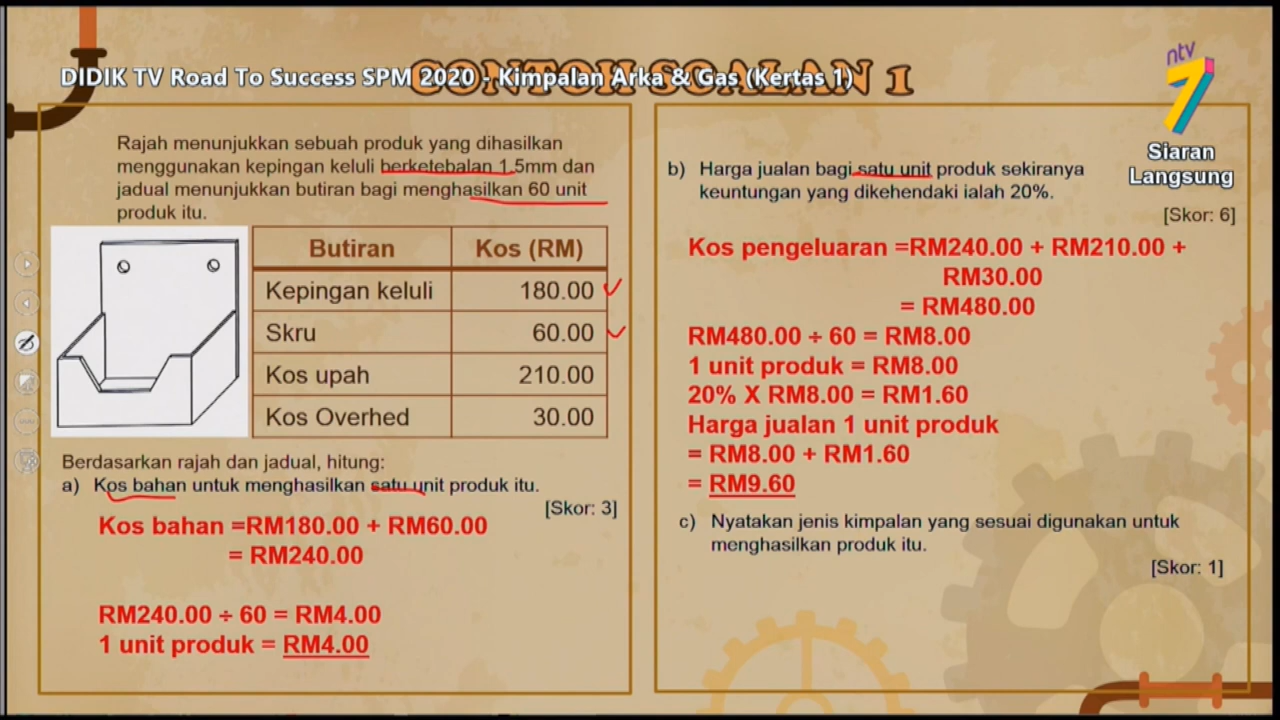 DIDIK TV Road To Success SPM 2020 - Kimpalan Arka & Gas (Kertas 1)
CONTOH SOALAN 1
ntv
7
Siaran
Langsung
Rajah menunjukkan sebuah produk yang dihasilkan
menggunakan kepingan keluli berketebalan 1.5mm dan
jadual menunjukkan butiran bagi menghasilkan 60 unit
produk itu.
Butiran Kos (RM)
Kepingan keluli 180.00
Skru 60.00
Kos upah 210.00
Kos Overhed 30.00
Berdasarkan rajah dan jadual, hitung:
a) Kos bahan untuk menghasilkan satu unit produk itu.
[Skor: 3]
Kos bahan =RM180.00 + RM60.00
= RM240.00
RM240.00 ÷ 60 = RM4.00
1 unit produk = RM4.00
b) Harga jualan bagi satu unit produk sekiranya
keuntungan yang dikehendaki ialah 20%.
[Skor: 6]
Kos pengeluaran =RM240.00 + RM210.00 +
RM30.00
= RM480.00
RM480.00 ÷ 60 = RM8.00
1 unit produk = RM8.00
20% X RM8.00 = RM1.60
Harga jualan 1 unit produk
= RM8.00 + RM1.60
= RM9.60
c) Nyatakan jenis kimpalan yang sesuai digunakan untuk
menghasilkan produk itu.
[Skor: 1]